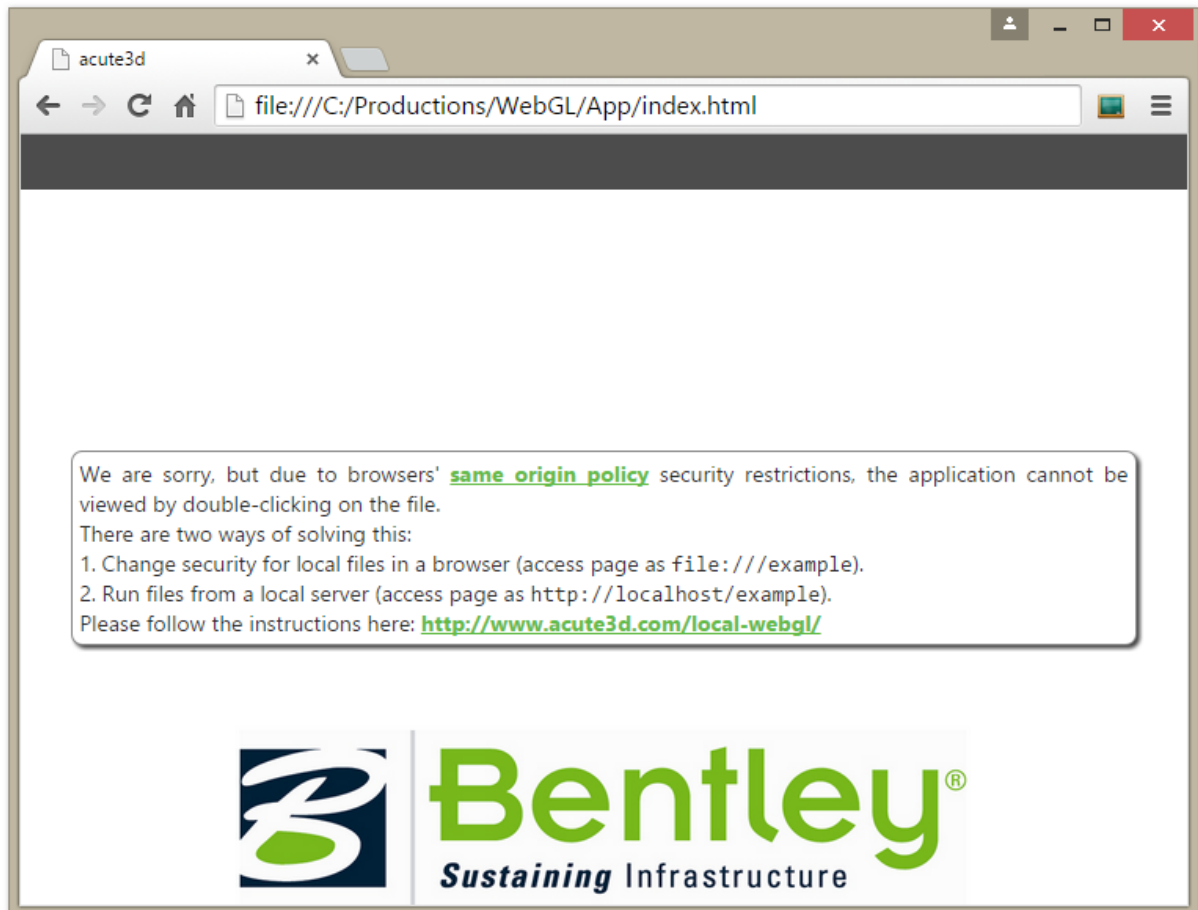 acute3d
file:///C:/Productions/WebGL/App/index.html
We are sorry, but due to browsers' same origin policy security restrictions, the application cannot be
viewed by double-clicking on the file.
There are two ways of solving this:
1. Change security for local files in a browser (access page as file:///example).
2. Run files from a local server (access page as http://localhost/example).
Please follow the instructions here: http://www.acute3d.com/local-webgl/
B Bentley®
Sustaining Infrastructure